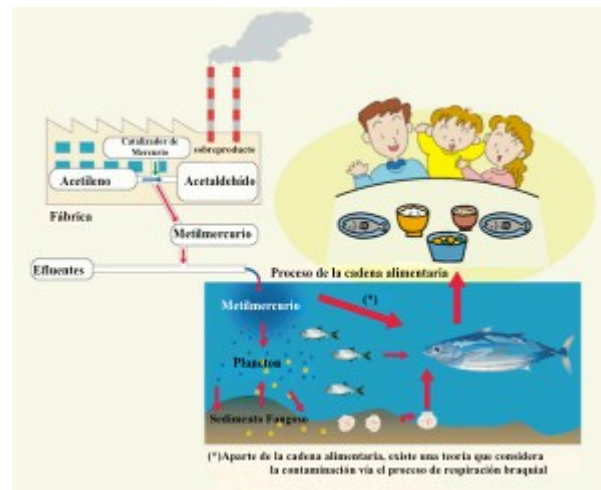 Catalizador de
Mercurio
sobreproducto
Acetileno
Acetaldehído
Fábrica
Metilmercurio
Efluentes
Proceso de la cadena alimentaria
Metilmercurio
(*)
Plancton
Sedimento Fangoso
(*)Aparte de la cadena alimentaria, existe una teoría que considera
la contaminación vía el proceso de respiración braquial